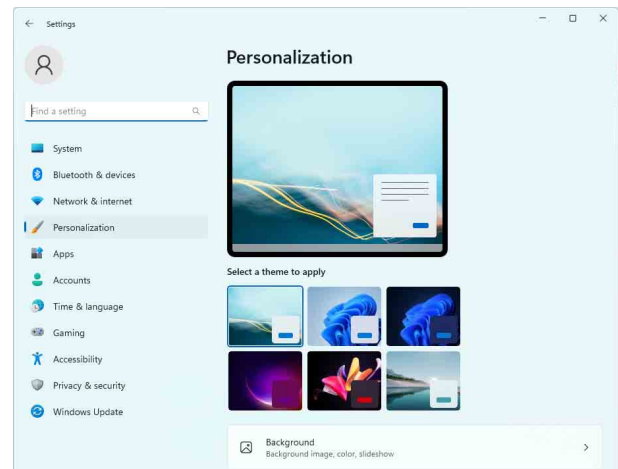 Settings
Personalization
Find a setting
System
Bluetooth & devices
Network & internet
Personalization
Apps
Accounts
Time & language
Gaming
Accessibility
Privacy & security
Windows Update
Select a theme to apply
Background
Background image, color, slideshow